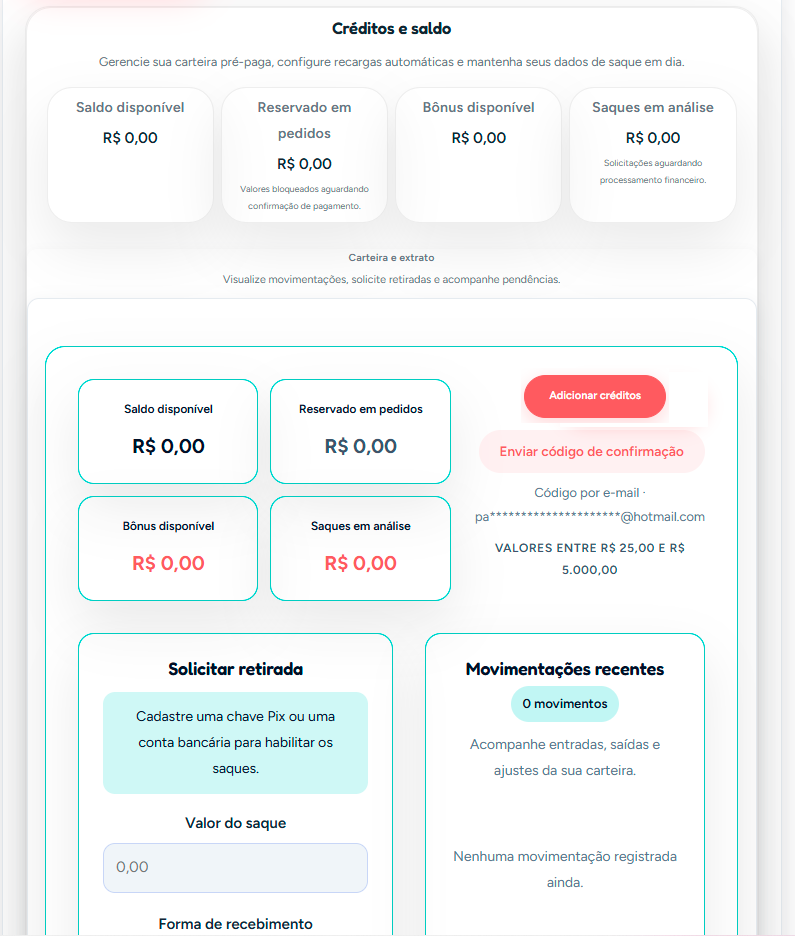 Créditos e saldo
Gerencie sua carteira pré-paga, configure recargas automáticas e mantenha seus dados de saque em dia.
Saldo disponível
R$ 0,00
Reservado em
pedidos
R$ 0,00
Valores bloqueados aguardando
confirmação de pagamento.
Bônus disponível
R$ 0,00
Saques em análise
R$ 0,00
Solicitações aguardando
processamento financeiro.
Carteira e extrato
Visualize movimentações, solicite retiradas e acompanhe pendências.
Saldo disponível
R$ 0,00
Reservado em pedidos
R$ 0,00
Bônus disponível
R$ 0,00
Saques em análise
R$ 0,00
Adicionar créditos
Enviar código de confirmação
Código por e-mail ·
pa*********************@hotmail.com
VALORES ENTRE R$ 25,00 E R$
5.000,00
Solicitar retirada
Cadastre uma chave Pix ou uma
conta bancária para habilitar os
saques.
Valor do saque
0,00
Forma de recebimento
Movimentações recentes
0 movimentos
Acompanhe entradas, saídas e
ajustes da sua carteira.
Nenhuma movimentação registrada
ainda.